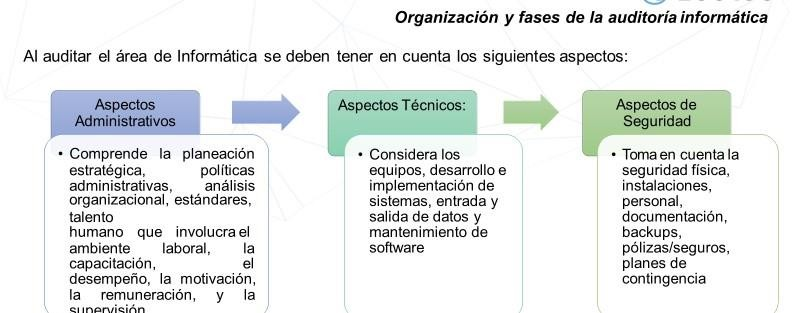 Organización y fases de la auditoría informática
Al auditar el área de Informática se deben tener en cuenta los siguientes aspectos:
Aspectos
Administrativos
• Comprende la planeación
estratégica, políticas
administrativas, análisis
organizacional, estándares,
talento
humano que involucra el
ambiente laboral, la
capacitación, el
desempeño, la motivación,
la remuneración, y la
supervisión
Aspectos Técnicos:
• Considera los
equipos, desarrollo e
implementación de
sistemas, entrada y
salida de datos y
mantenimiento de
software
Aspectos de
Seguridad
• Toma en cuenta la
seguridad física,
instalaciones,
personal,
documentación,
backups,
pólizas/seguros,
planes de
contingencia